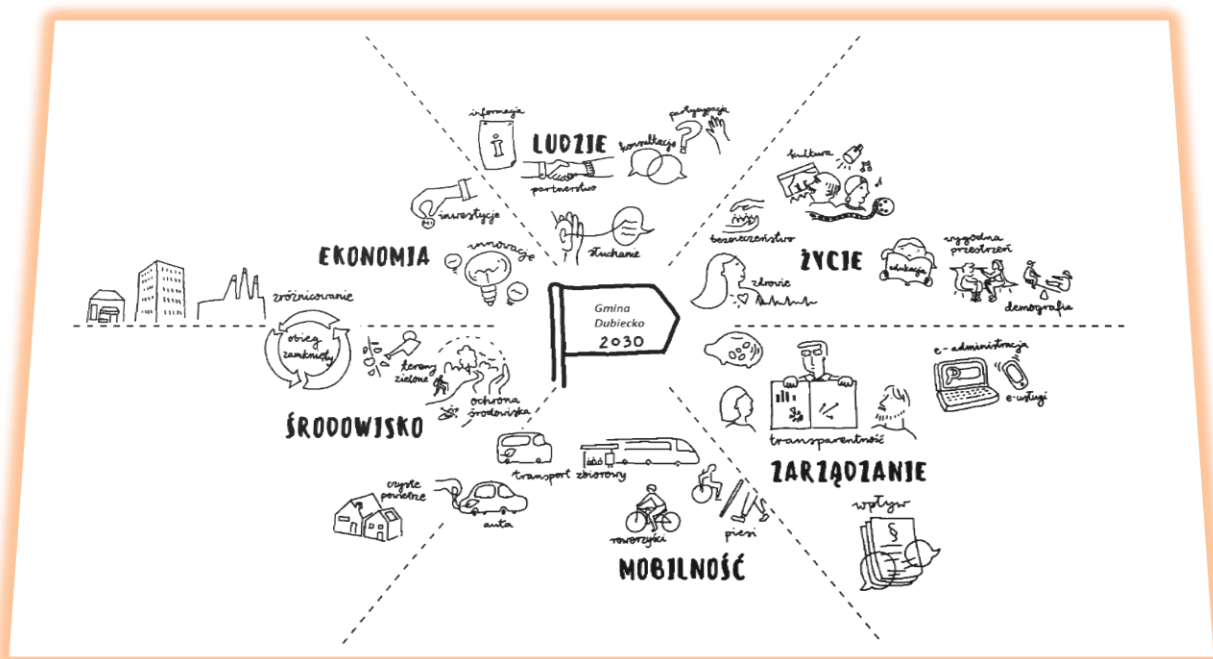 informacja
LUDZIE
konsultacje
partycypacja
partnerstwo
słuchanie
inwestycje
EKONOMIA
innowacje
zróżnicowanie
kultura
bezpieczeństwo
ŻYCIE
zdrowie
edukacja
wygodna
przestrzeń
demografia
Gmina
Dubiecko
2030
obieg
zamknięty
tereny
zielone
ochrona
środowiska
ŚRODOWISKO
czyste
powietrze
auta
transport zbiorowy
rowerzyści
piesi
MOBILNOŚĆ
e-administracja
e-usługi
transparentność
ZARZĄDZANIE
wpływ
§